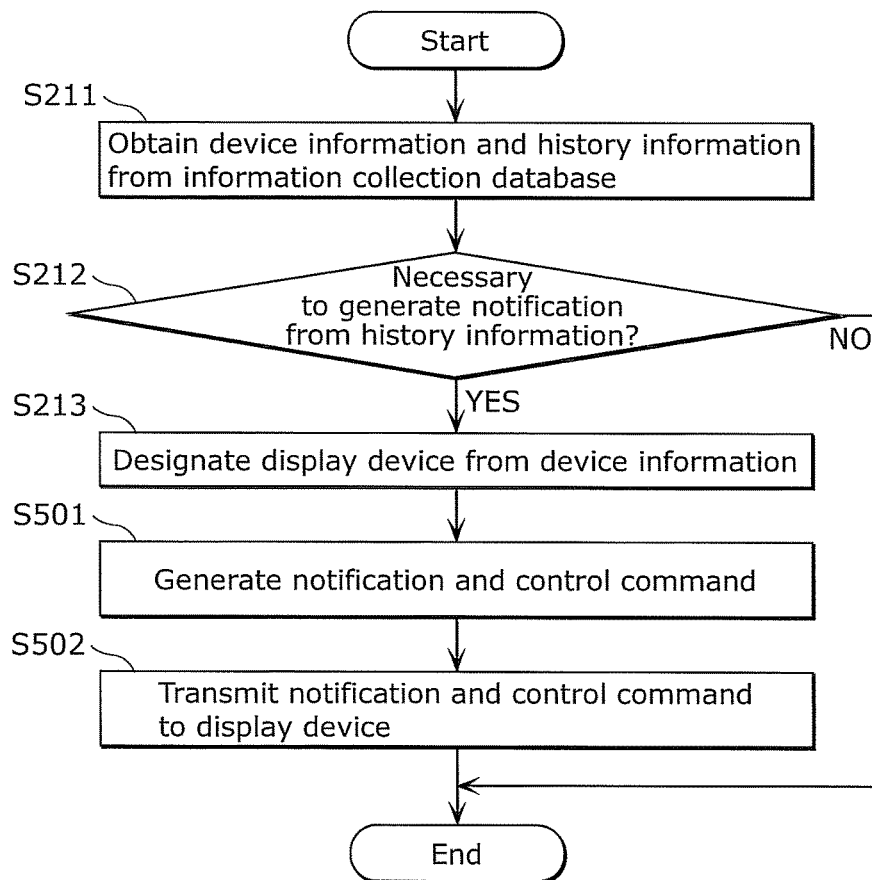 Start
S211
Obtain device information and history information
from information collection database
S212
Necessary
to generate notification
from history information?
NO
YES
S213
Designate display device from device information
S501
Generate notification and control command
S502
Transmit notification and control command
to display device
End